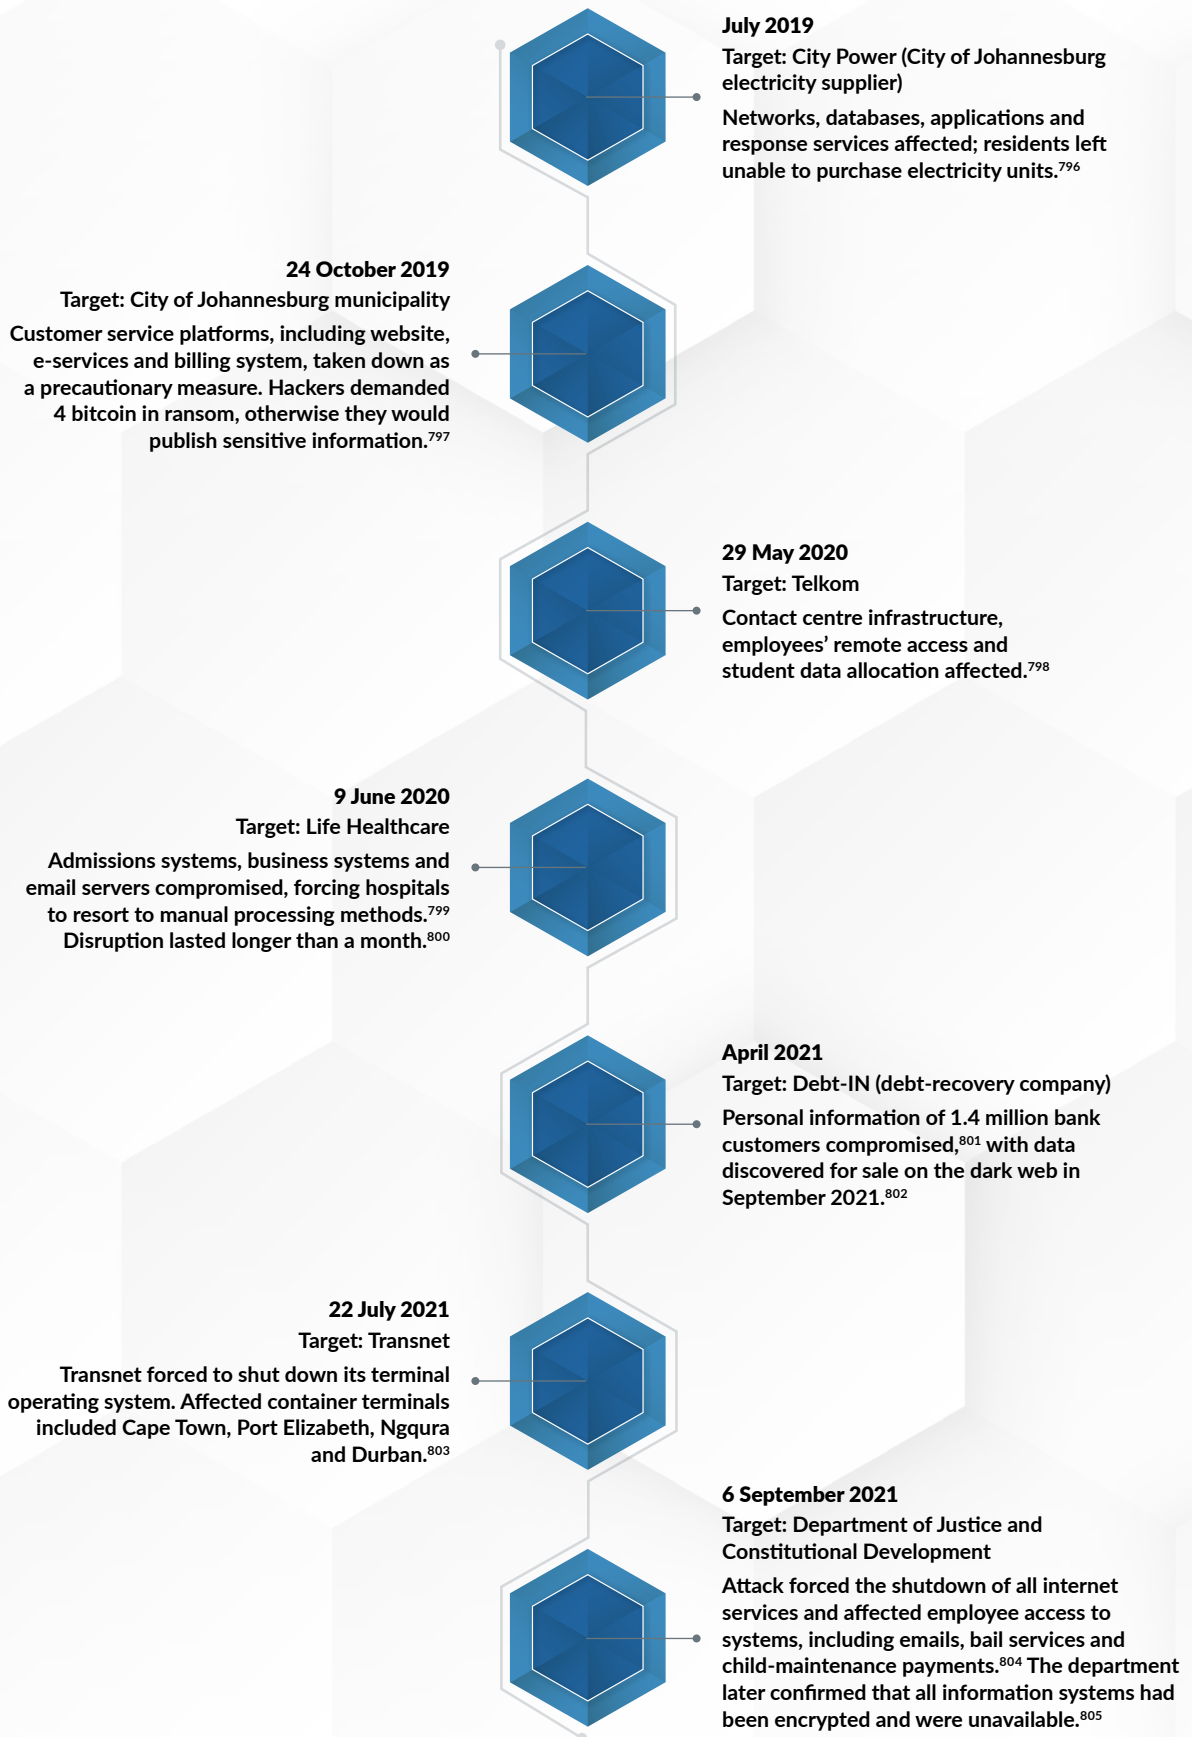 July 2019
Target: City Power (City of Johannesburg
electricity supplier)
Networks, databases, applications and
response services affected; residents left
unable to purchase electricity units.796
24 October 2019
Target: City of Johannesburg municipality
Customer service platforms, including website,
e-services and billing system, taken down as
a precautionary measure. Hackers demanded
4 bitcoin in ransom, otherwise they would
publish sensitive information.797
29 May 2020
Target: Telkom
Contact centre infrastructure,
employees’ remote access and
student data allocation affected.798
9 June 2020
Target: Life Healthcare
Admissions systems, business systems and
email servers compromised, forcing hospitals
to resort to manual processing methods.799
Disruption lasted longer than a month.800
April 2021
Target: Debt-IN (debt-recovery company)
Personal information of 1.4 million bank
customers compromised,801 with data
discovered for sale on the dark web in
September 2021.802
22 July 2021
Target: Transnet
Transnet forced to shut down its terminal
operating system. Affected container terminals
included Cape Town, Port Elizabeth, Ngqura
and Durban.803
6 September 2021
Target: Department of Justice and
Constitutional Development
Attack forced the shutdown of all internet
services and affected employee access to
systems, including emails, bail services and
child-maintenance payments.804 The department
later confirmed that all information systems had
been encrypted and were unavailable.805